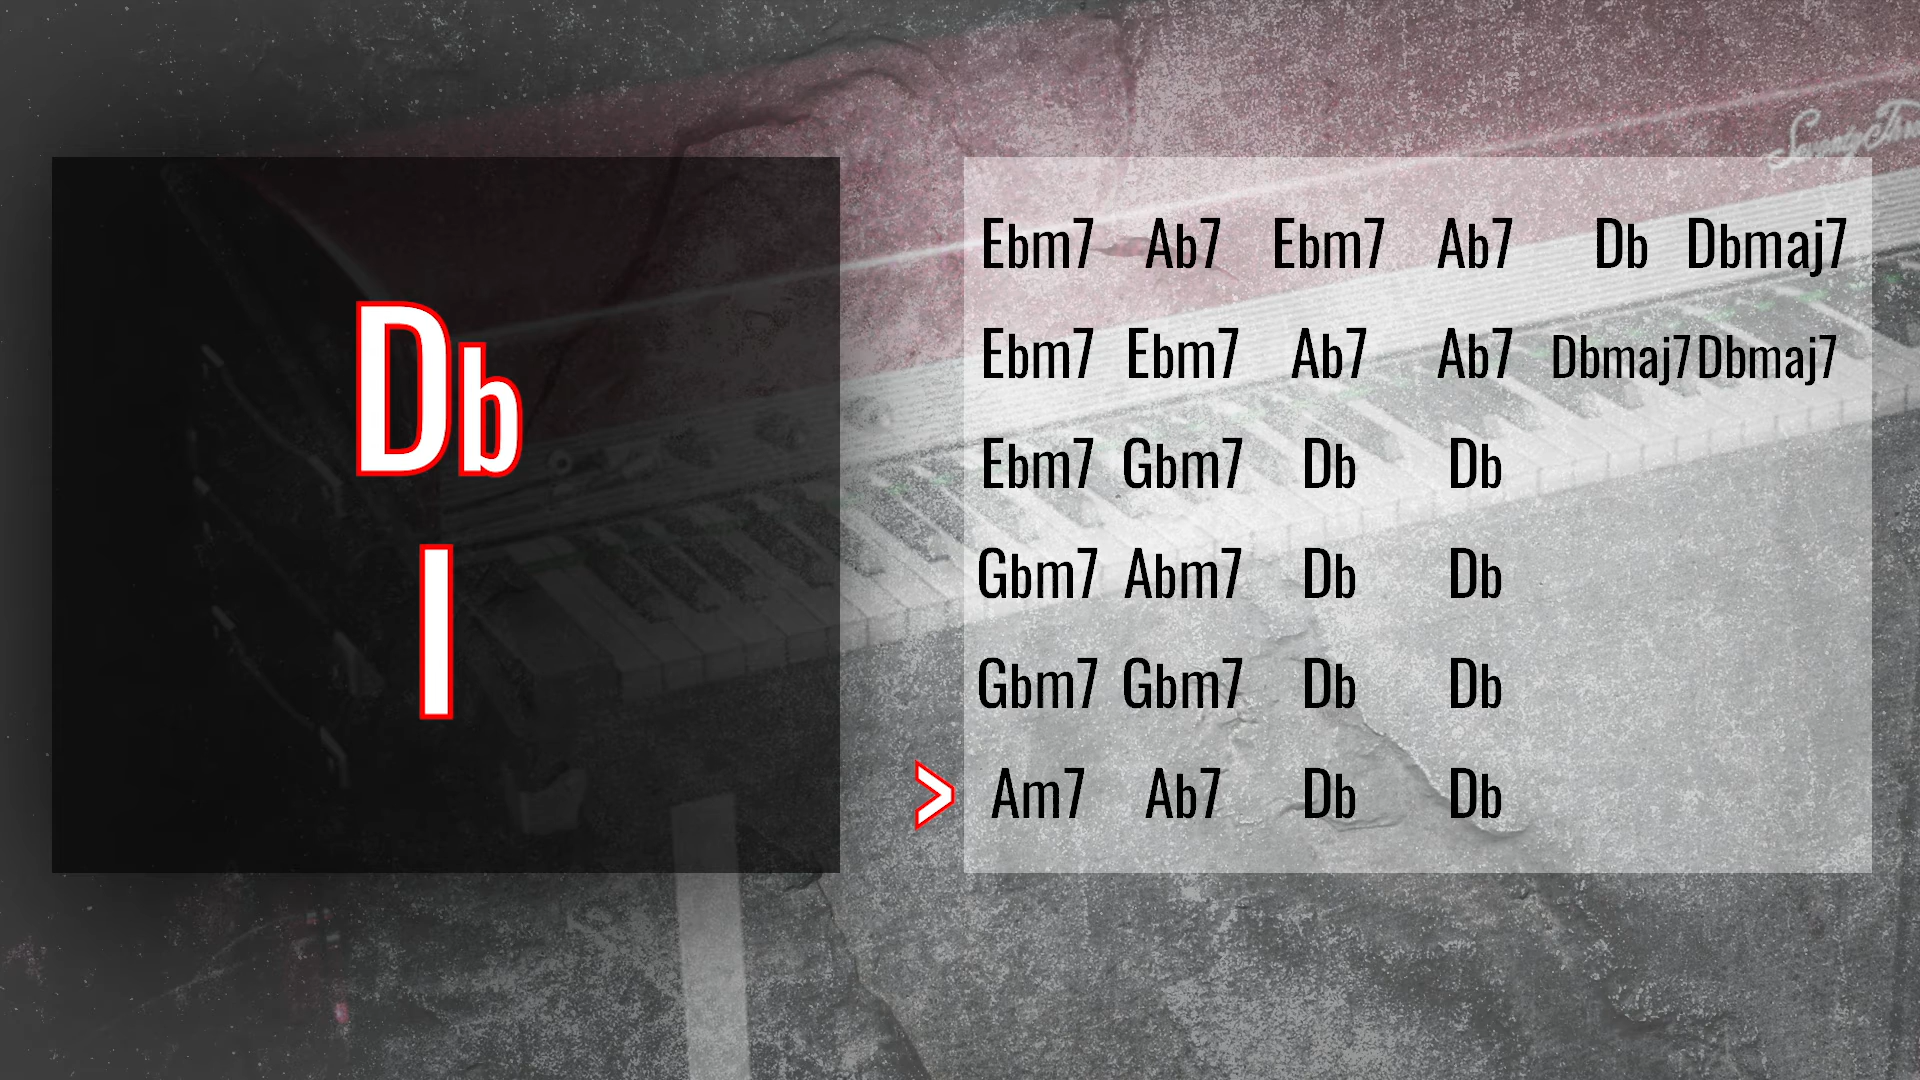 Db
I
Ebm7 Ab7 Ebm7 Ab7 Db Dbmaj7
Ebm7 Ebm7 Ab7 Ab7 Dbmaj7 Dbmaj7
Ebm7 Gbm7 Db Db
Gbm7 Abm7 Db Db
Gbm7 Gbm7 Db Db
> Am7 Ab7 Db Db